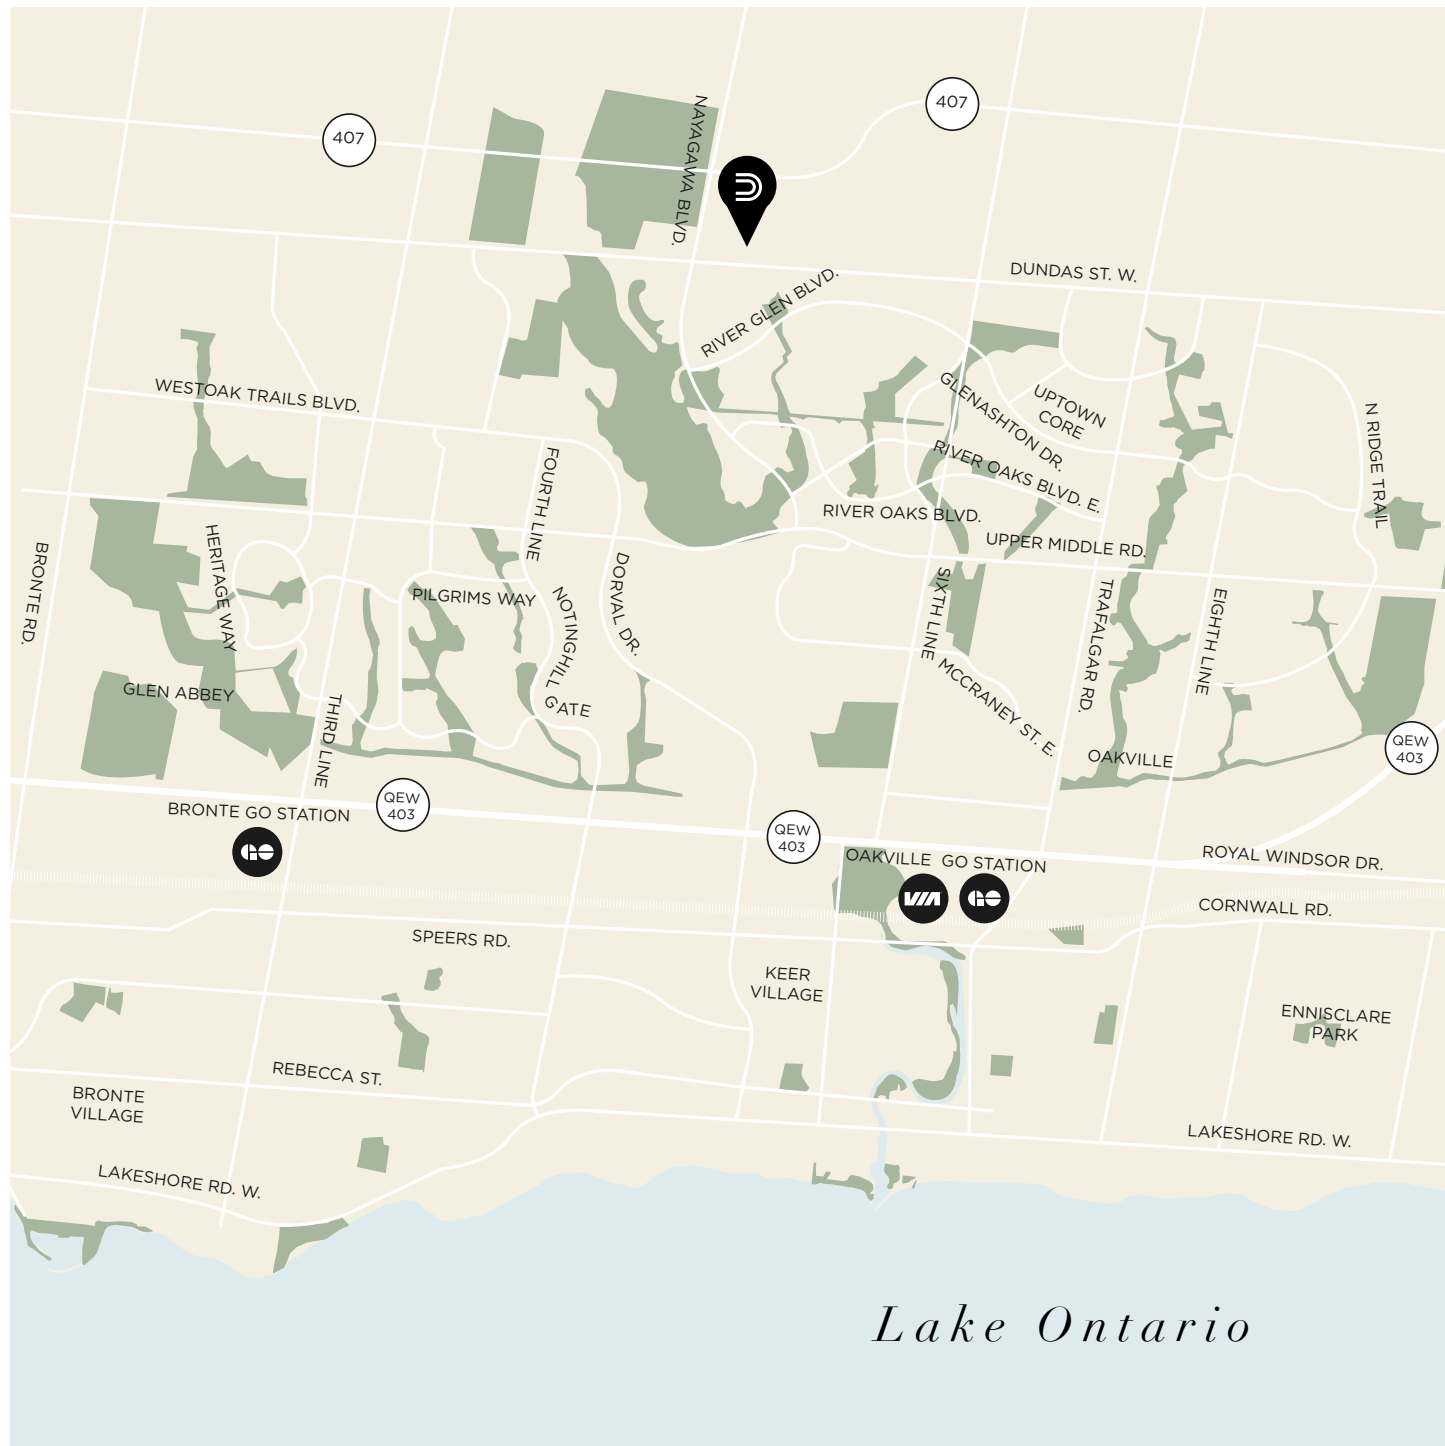 407
407
NAYAGAWA BLVD.
DUNDAS ST. W.
RIVER GLEN BLVD.
WESTOAK TRAILS BLVD.
GLENASHTON DR.
UPTOWN
CORE
N RIDGE TRAIL
RIVER OAKS BLVD. E.
FOURTH LINE
RIVER OAKS BLVD.
UPPER MIDDLE RD.
BRONTE RD.
HERITAGE WAY
PILGRIMS WAY
NOTINGHILL GATE
DORVAL DR.
SIXTH LINE
TRAFALGAR RD.
EIGHTH LINE
MCCRANEY ST. E.
GLEN ABBEY
THIRD LINE
OAKVILLE
QEW
403
BRONTE GO STATION
GO
QEW
403
QEW
403
OAKVILLE GO STATION
VIA
GO
ROYAL WINDSOR DR.
CORNWALL RD.
SPEERS RD.
KEER
VILLAGE
ENNISCLARE
PARK
REBECCA ST.
BRONTE
VILLAGE
LAKESHORE RD. W.
LAKESHORE RD. W.
Lake Ontario